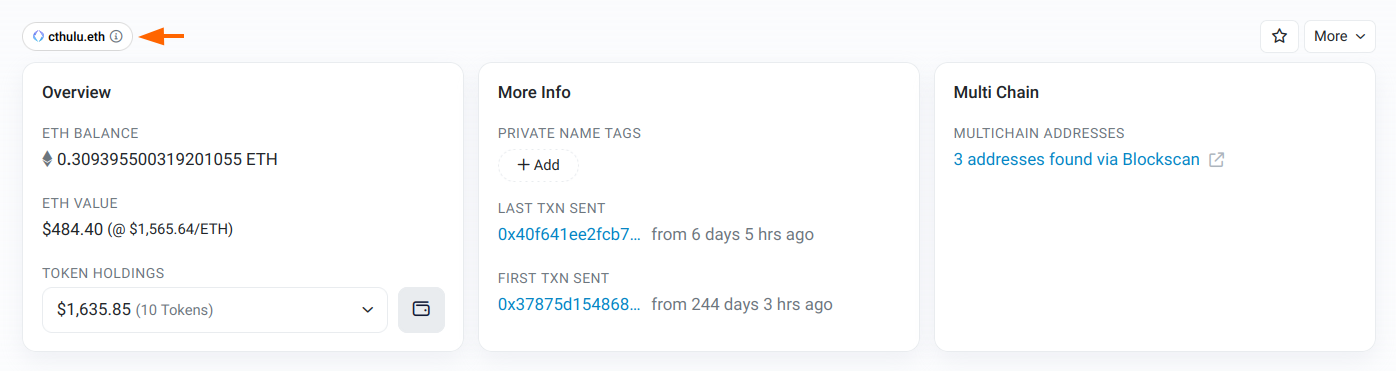 cthulu.eth
More
Overview
ETH BALANCE
0.309395500319201055 ETH
ETH VALUE
$484.40 (@ $1,565.64/ETH)
TOKEN HOLDINGS
$1,635.85 (10 Tokens)
More Info
PRIVATE NAME TAGS
+ Add
LAST TXN SENT
0x40f641ee2fcb7... from 6 days 5 hrs ago
FIRST TXN SENT
0x37875d154868... from 244 days 3 hrs ago
Multi Chain
MULTICHAIN ADDRESSES
3 addresses found via Blockscan